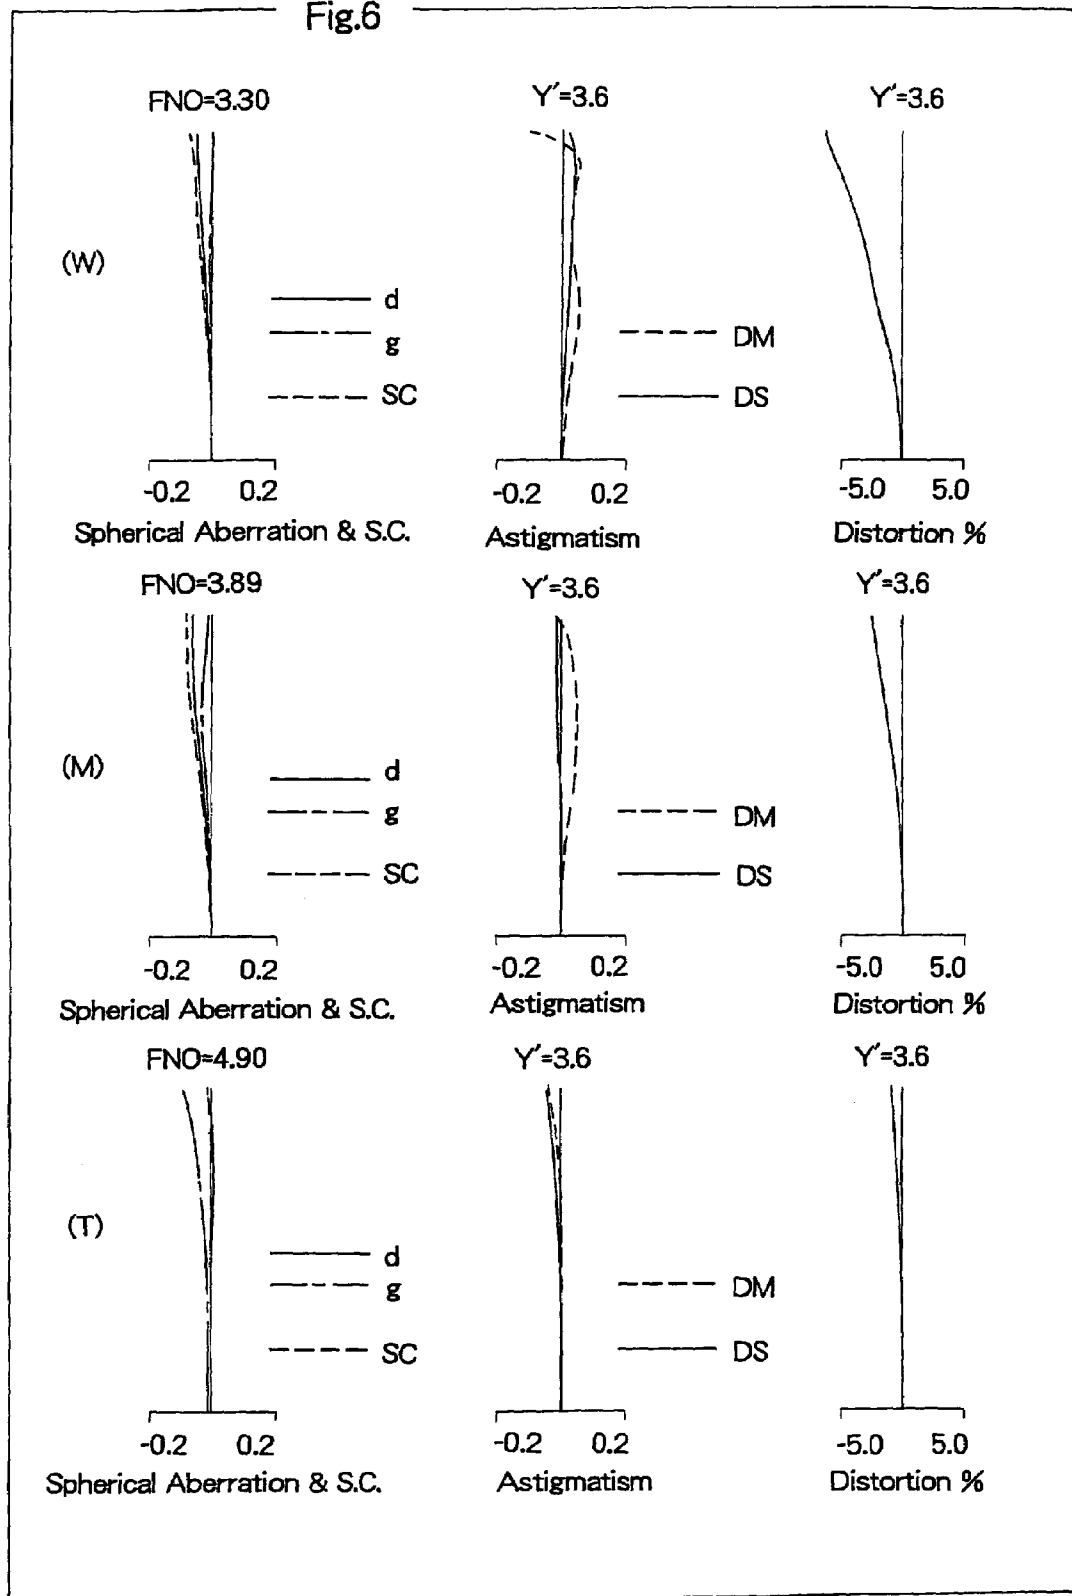 Fig.6
FNO=3.30
Y'=3.6
Y'=3.6
(W)
d
g
SC
DM
DS
-0.2 0.2
-0.2 0.2
-5.0 5.0
Spherical Aberration & S.C.
Astigmatism
Distortion %
FNO=3.89
Y'=3.6
Y'=3.6
(M)
d
g
SC
DM
DS
-0.2 0.2
-0.2 0.2
-5.0 5.0
Spherical Aberration & S.C.
Astigmatism
Distortion %
FNO=4.90
Y'=3.6
Y'=3.6
(T)
d
g
SC
DM
DS
-0.2 0.2
-0.2 0.2
-5.0 5.0
Spherical Aberration & S.C.
Astigmatism
Distortion %